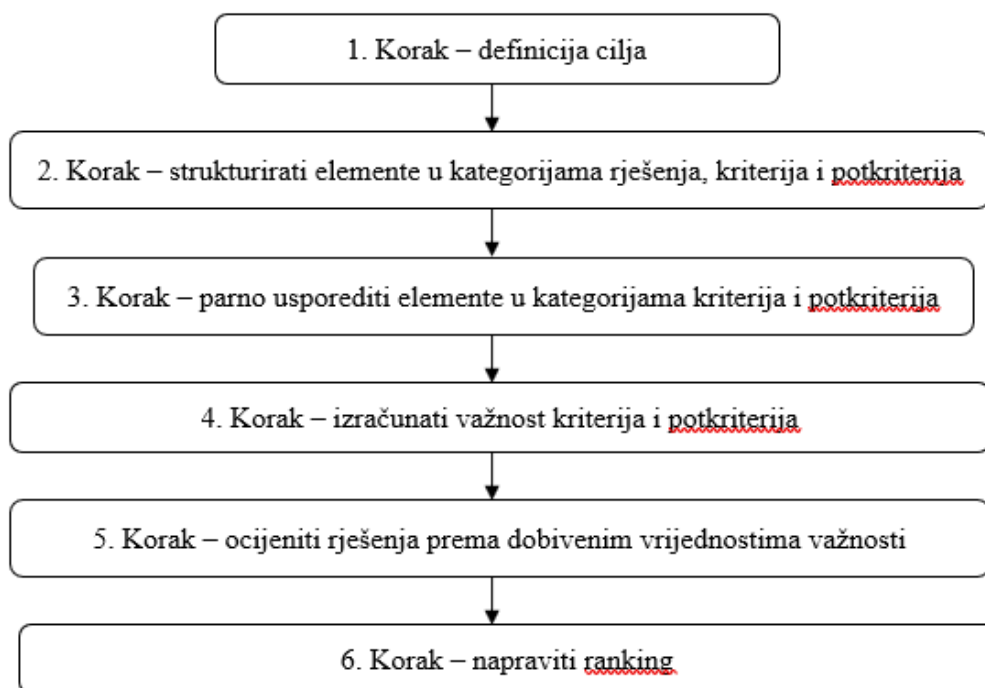 1. Korak – definicija cilja
2. Korak – strukturirati elemente u kategorijama rješenja, kriterija i potkriterija
3. Korak – parno usporediti elemente u kategorijama kriterija i potkriterija
4. Korak – izračunati važnost kriterija i potkriterija
5. Korak – ocijeniti rješenja prema dobivenim vrijednostima važnosti
6. Korak – napraviti ranking